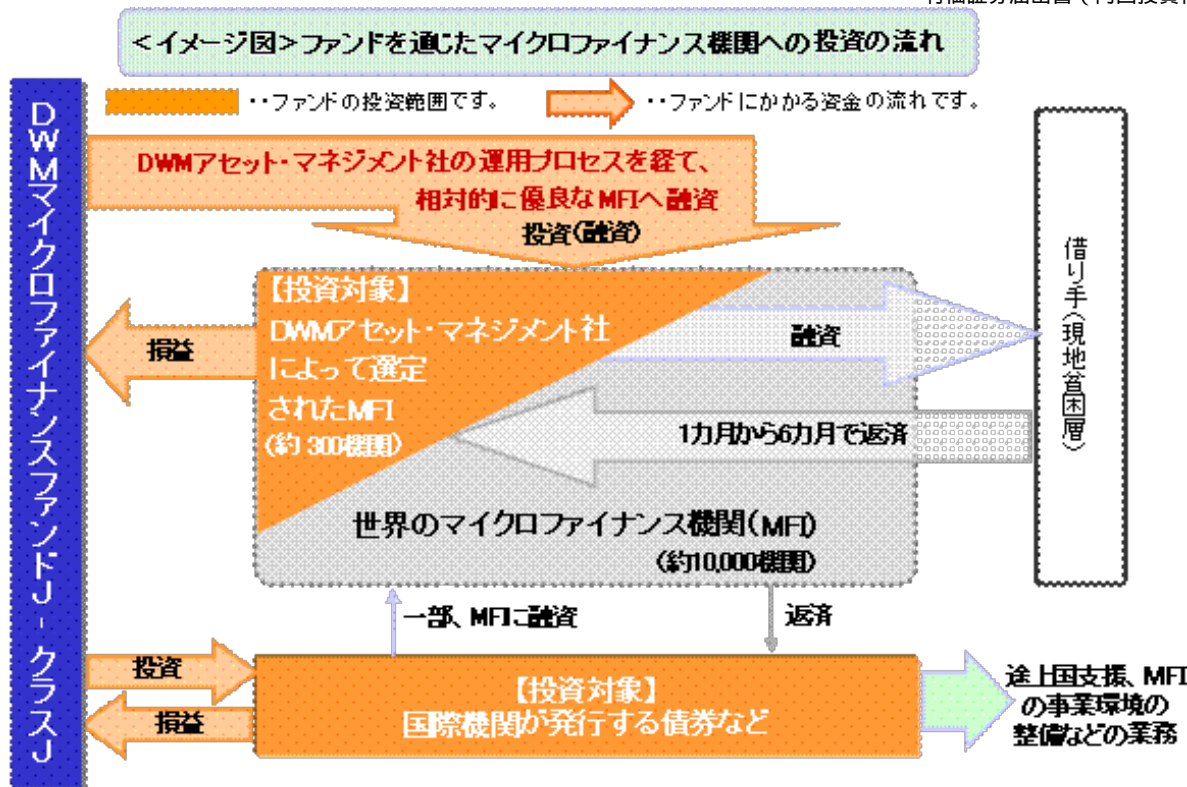 <イメージ図>ファンドを通じたマイクロファイナンス機関への投資の流れ
・・ファンドの投資範囲です。
・・ファンドにかかる資金の流れです。
DWMマイクロファイナンスファンドJ-クラスJ
DWMアセット・マネジメント社の運用プロセスを経て、
相対的に優良なMFIへ融資
投資(融資)
【投資対象】
DWMアセット・マネジメント社
によって選定
されたMFI
(約300機関)
損益
融資
1カ月から6カ月で返済
借り手(現地貧困層)
世界のマイクロファイナンス機関(MFI)
(約10,000機関)
一部、MFIに融資
返済
投資
損益
【投資対象】
国際機関が発行する債券など
途上国支援、MFI
の事業環境の
整備などの業務